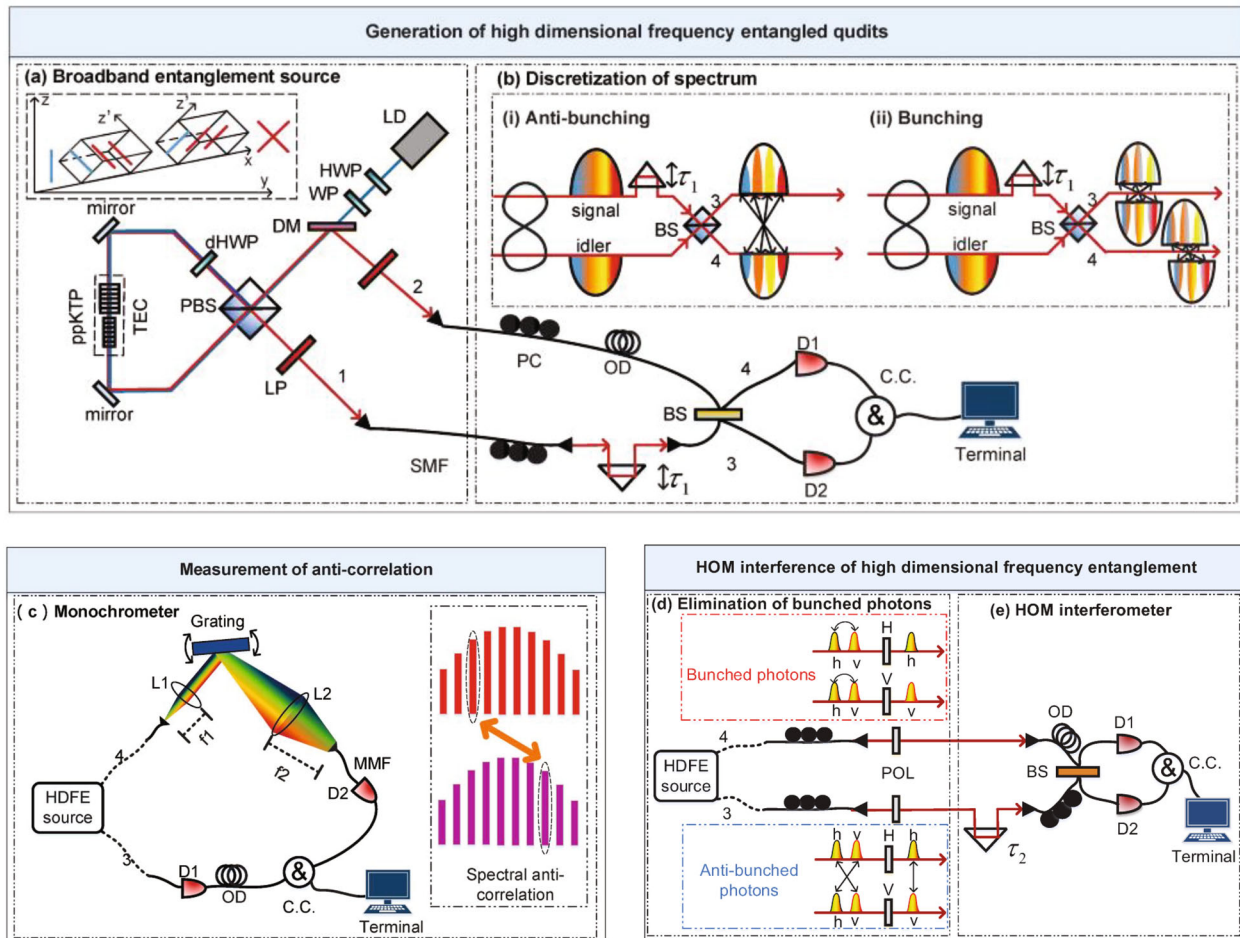 Generation of high dimensional frequency entangled qudits
(a) Broadband entanglement source
z
z'
z'
x
y
LD
HWP
WP
DM
mirror
dHWP
PBS
ppKTP
TEC
mirror
LP
1
2
SMF
(b) Discretization of spectrum
(i) Anti-bunching
signal
idler
τ1
BS
3
4
(ii) Bunching
signal
idler
τ1
BS
3
4
PC
OD
BS
4
3
τ1
D1
D2
C.C.
&
Terminal
Measurement of anti-correlation
( c ) Monochrometer
Grating
L1
L2
f1
f2
4
MMF
D2
HDFE
source
3
D1
OD
&
C.C.
Terminal
Spectral anti-
correlation
HOM interference of high dimensional frequency entanglement
(d) Elimination of bunched photons
Bunched photons
H
h v h
V
h v v
4
HDFE
source
3
POL
Anti-bunched
photons
h v H h
V
h v v
τ2
(e) HOM interferometer
OD
BS
D1
D2
C.C.
&
Terminal